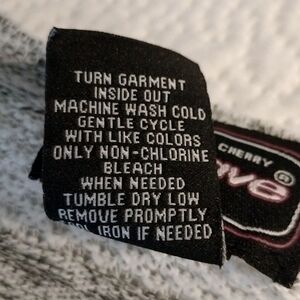 TURN GARMENT
INSIDE OUT
MACHINE WASH COLD
GENTLE CYCLE
WITH LIKE COLORS
ONLY NON-CHLORINE
BLEACH
WHEN NEEDED
TUMBLE DRY LOW
REMOVE PROMPTLY
IRON IF NEEDED
CHERRY ®